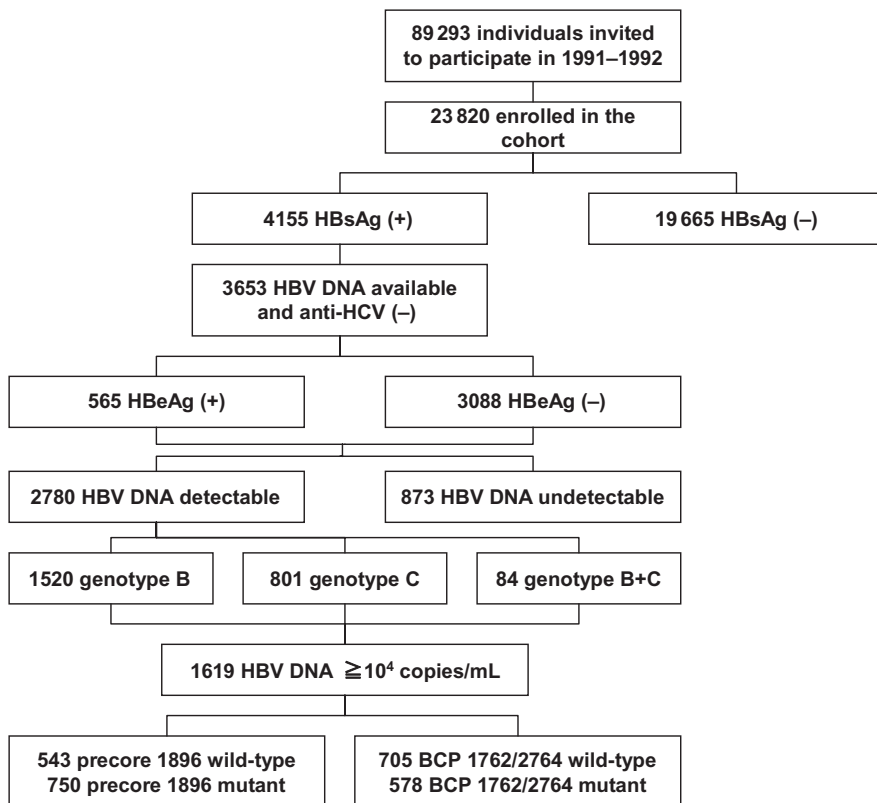 89 293 individuals invited
to participate in 1991–1992
23 820 enrolled in the
cohort
4155 HBsAg (+)
19 665 HBsAg (–)
3653 HBV DNA available
and anti-HCV (–)
565 HBeAg (+)
3088 HBeAg (–)
2780 HBV DNA detectable
873 HBV DNA undetectable
1520 genotype B
801 genotype C
84 genotype B+C
1619 HBV DNA ≧10⁴ copies/mL
543 precore 1896 wild-type
750 precore 1896 mutant
705 BCP 1762/2764 wild-type
578 BCP 1762/2764 mutant